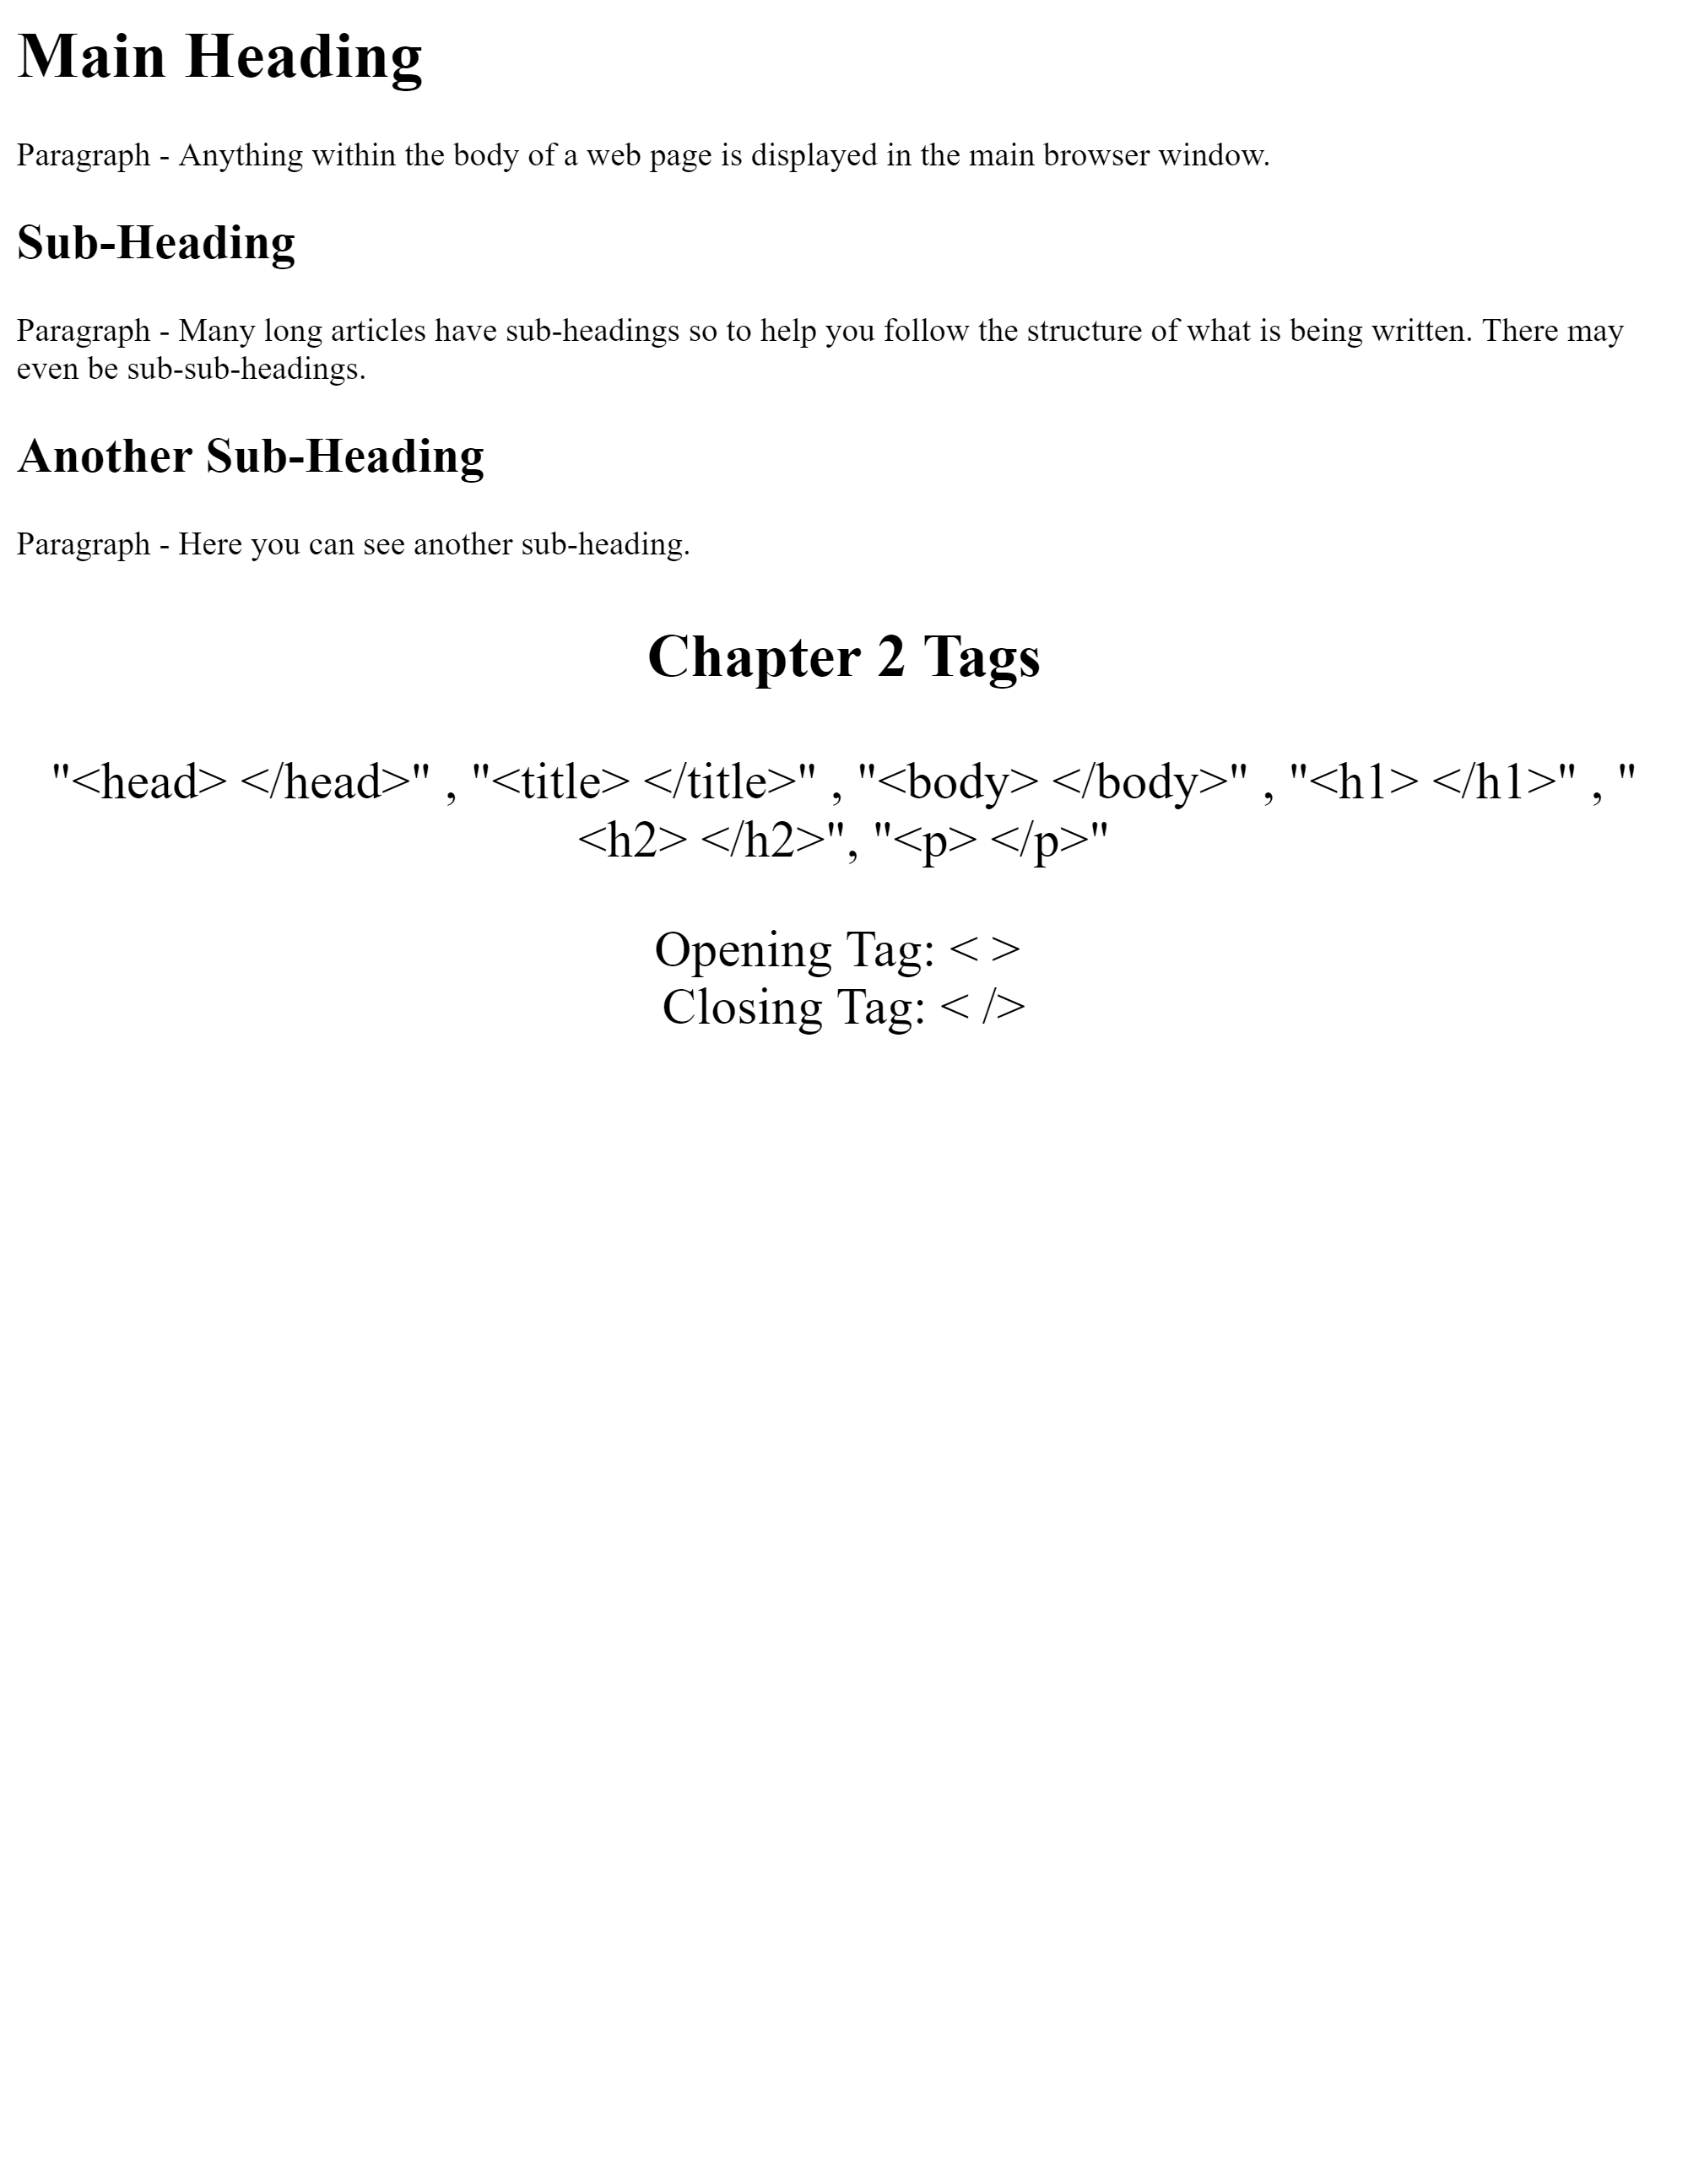 Main Heading
Paragraph - Anything within the body of a web page is displayed in the main browser window.
Sub-Heading
Paragraph - Many long articles have sub-headings so to help you follow the structure of what is being written. There may
even be sub-sub-headings.
Another Sub-Heading
Paragraph - Here you can see another sub-heading.
Chapter 2 Tags
"<head> </head>" , "<title> </title>" , "<body> </body>" , "<h1> </h1>" , "
<h2> </h2>", "<p> </p>"
Opening Tag: < >
Closing Tag: < />